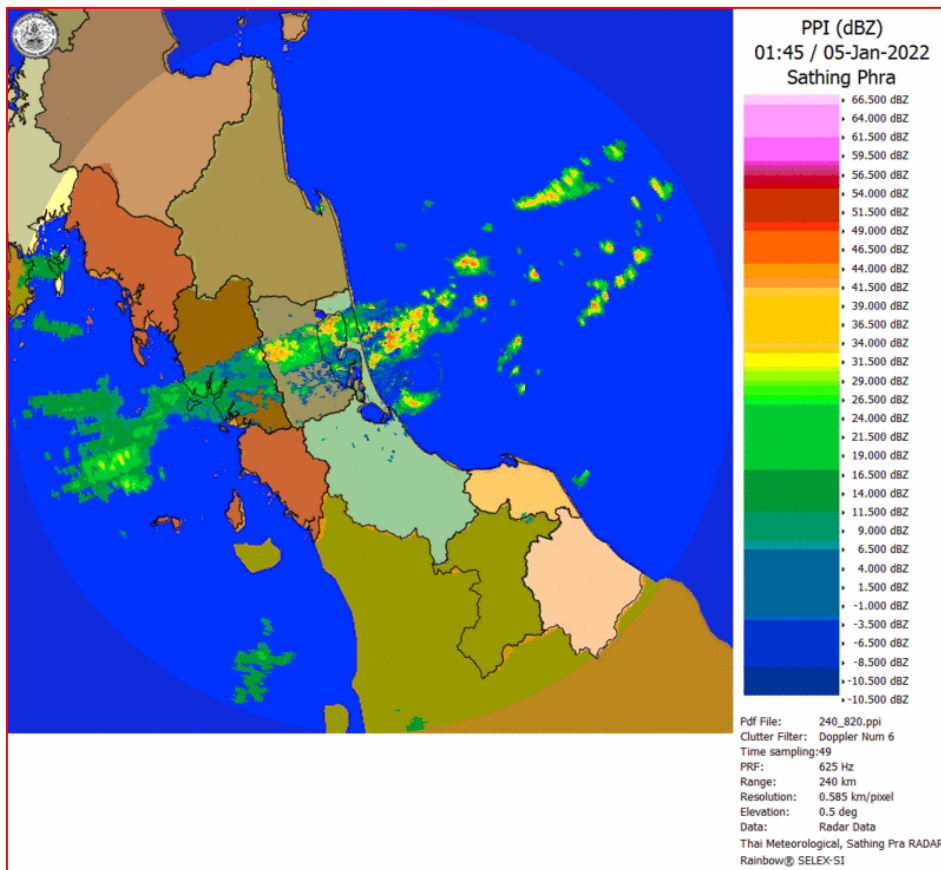 PPI (dBZ)
01:45 / 05-Jan-2022
Sathing Phra
66.500 dBZ
64.000 dBZ
61.500 dBZ
59.500 dBZ
56.500 dBZ
54.000 dBZ
51.500 dBZ
49.000 dBZ
46.500 dBZ
44.000 dBZ
41.500 dBZ
39.000 dBZ
36.500 dBZ
34.000 dBZ
31.500 dBZ
29.000 dBZ
26.500 dBZ
24.000 dBZ
21.500 dBZ
19.000 dBZ
16.500 dBZ
14.000 dBZ
11.500 dBZ
9.000 dBZ
6.500 dBZ
4.000 dBZ
1.500 dBZ
-1.000 dBZ
-3.500 dBZ
-6.500 dBZ
-8.500 dBZ
-10.500 dBZ
-10.500 dBZ
Pdf File: 240_820.ppi
Clutter Filter: Doppler Num 6
Time sampling:49
PRF: 625 Hz
Range: 240 km
Resolution: 0.585 km/pixel
Elevation: 0.5 deg
Data: Radar Data
Thai Meteorological, Sathing Pra RADAR
Rainbow® SELEX-SI